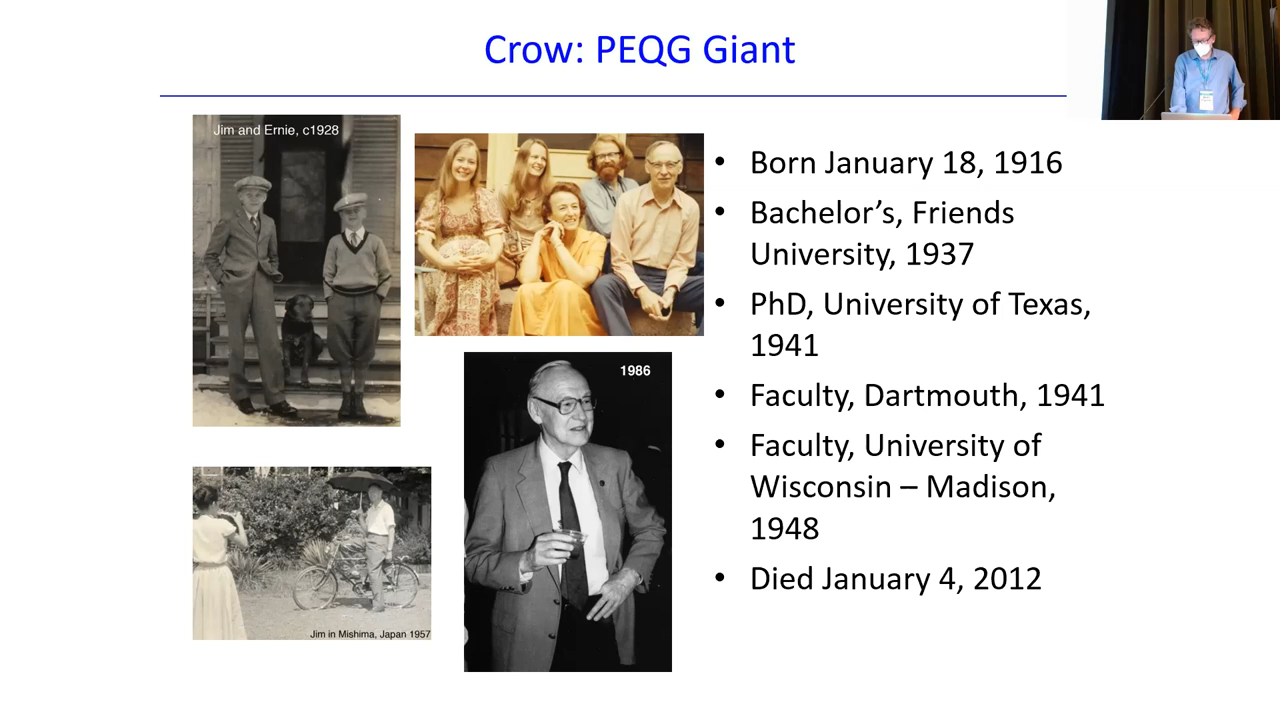 Crow: PEQG Giant
Jim and Ernie, c1928
1986
Jim in Mishima, Japan 1957
• Born January 18, 1916
• Bachelor’s, Friends
University, 1937
• PhD, University of Texas,
1941
• Faculty, Dartmouth, 1941
• Faculty, University of
Wisconsin – Madison,
1948
• Died January 4, 2012